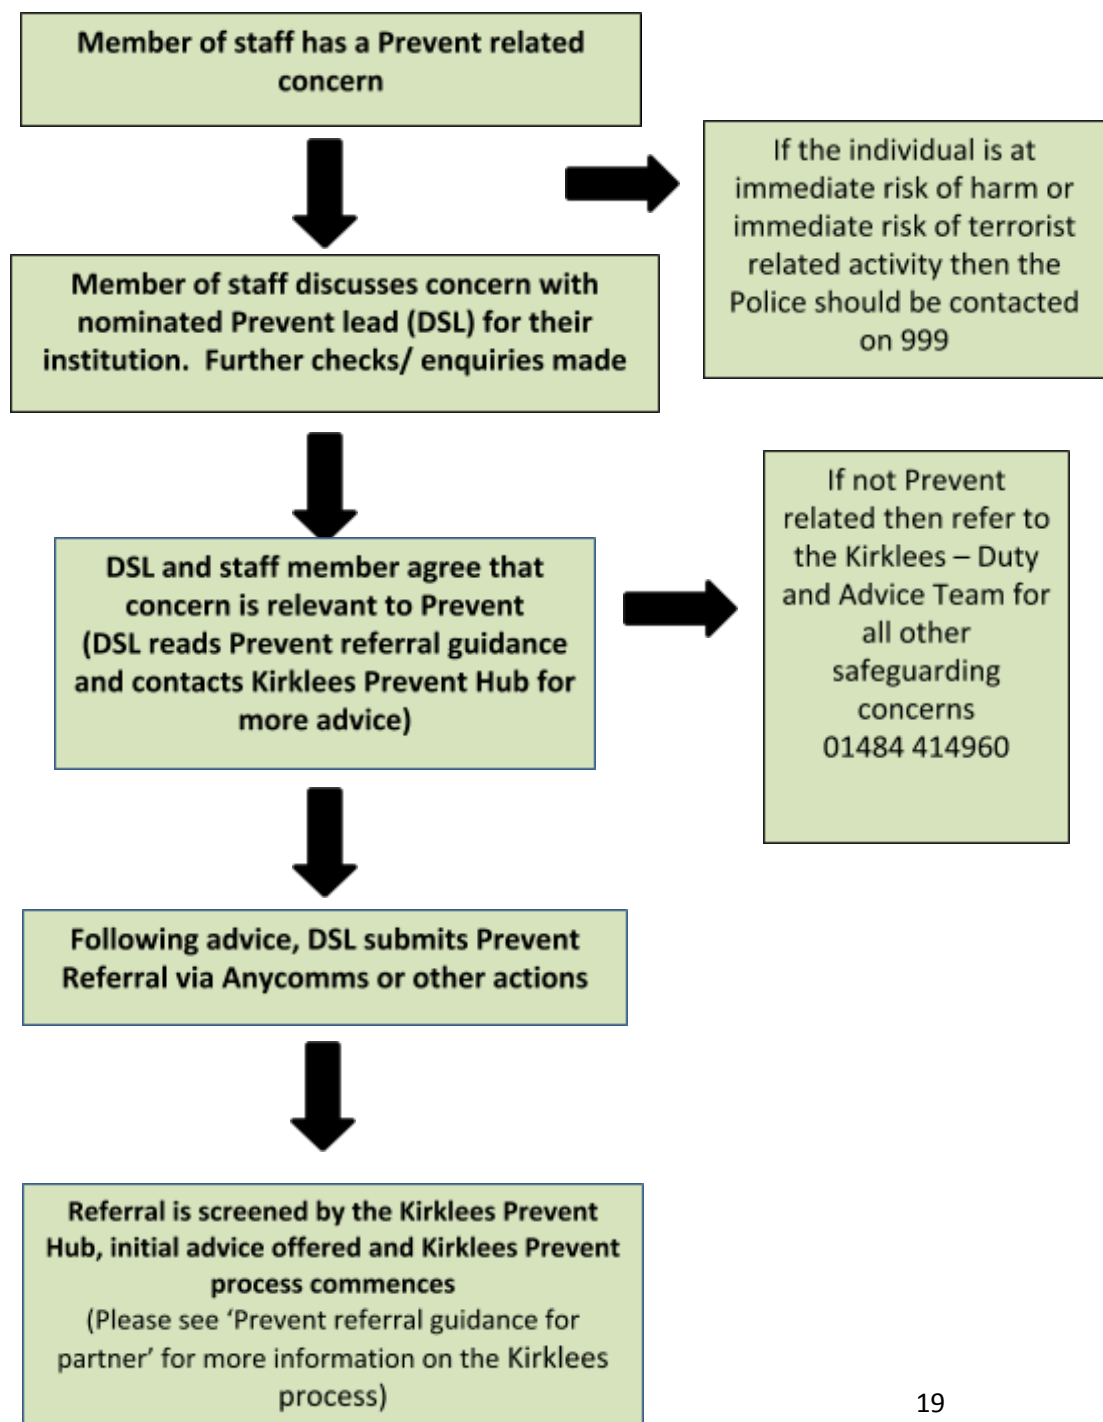 Member of staff has a Prevent related
concern
If the individual is at
immediate risk of harm or
immediate risk of terrorist
related activity then the
Police should be contacted
on 999
Member of staff discusses concern with
nominated Prevent lead (DSL) for their
institution.  Further checks/ enquiries made
DSL and staff member agree that
concern is relevant to Prevent
(DSL reads Prevent referral guidance
and contacts Kirklees Prevent Hub for
more advice)
If not Prevent
related then refer to
the Kirklees – Duty
and Advice Team for
all other
safeguarding
concerns
01484 414960
Following advice, DSL submits Prevent
Referral via Anycomms or other actions
Referral is screened by the Kirklees Prevent
Hub, initial advice offered and Kirklees Prevent
process commences
(Please see ‘Prevent referral guidance for
partner’ for more information on the Kirklees
process)
19